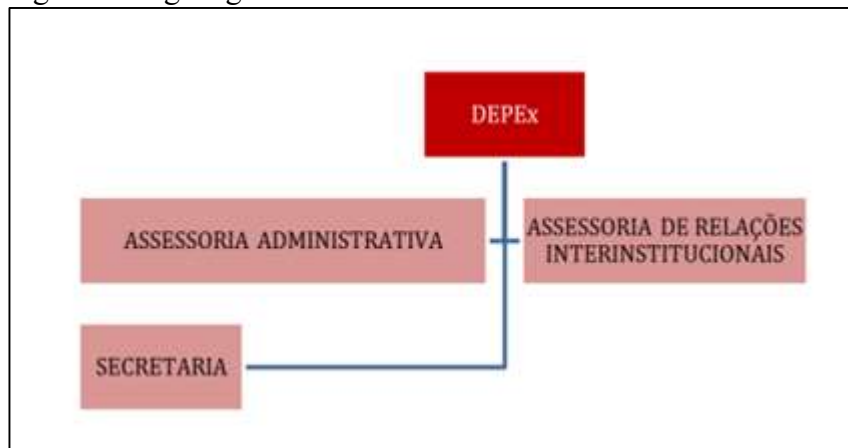 DEPEx
ASSESSORIA ADMINISTRATIVA
ASSESSORIA DE RELAÇÕES
INTERINSTITUCIONAIS
SECRETARIA